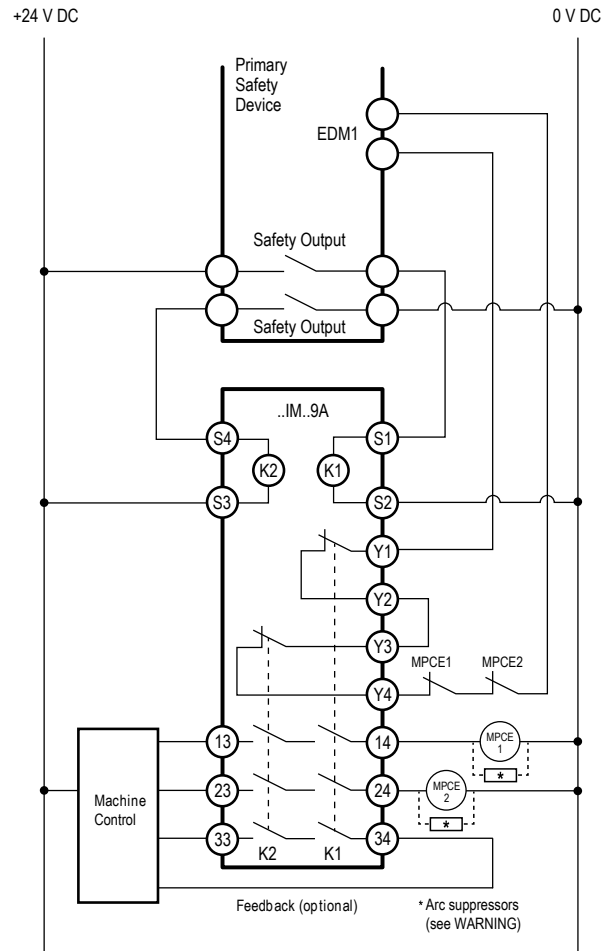 +24 V DC
0 V DC
Primary
Safety
Device
EDM1
Safety Output
Safety Output
..IM..9A
S4
S1
K2
K1
S3
S2
Y1
Y2
Y3
MPCE1
MPCE2
Y4
13
14
MPCE
1
*
23
24
MPCE
2
*
Machine
Control
33
34
K2
K1
Feedback (optional)
* Arc suppressors
(see WARNING)